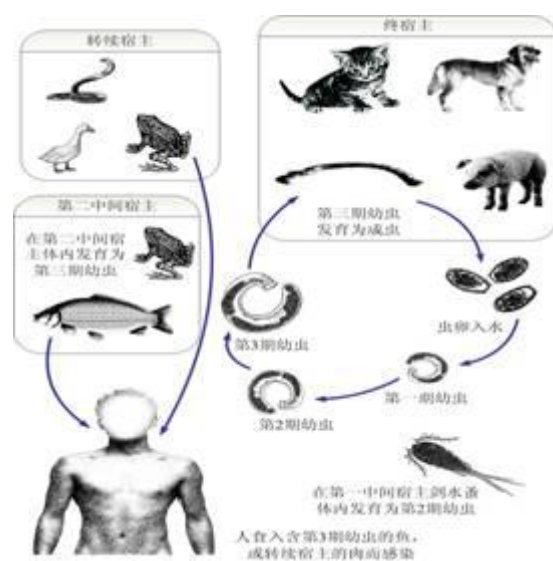 转续宿主
终宿主
第二中间宿主
在第二中间宿
主体内发育为
第三期幼虫
第三期幼虫
发育为成虫
虫卵入水
第3期幼虫
第一期幼虫
第2期幼虫
在第一中间宿主剑水蚤
体内发育为第2期幼虫
人食入含第3期幼虫的鱼，
或转续宿主的肉而感染